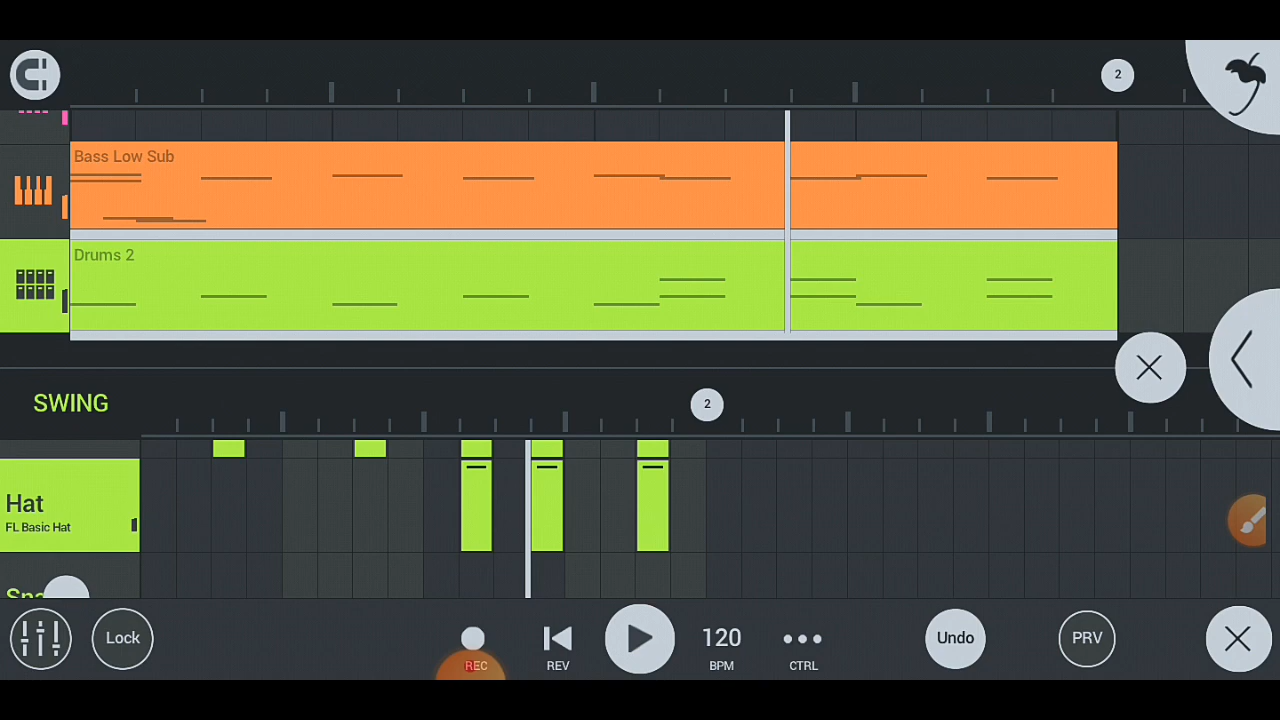 2
Bass Low Sub
Drums 2
SWING
2
Hat
FL Basic Hat
Lock
REC
REV
120
BPM
CTRL
Undo
PRV